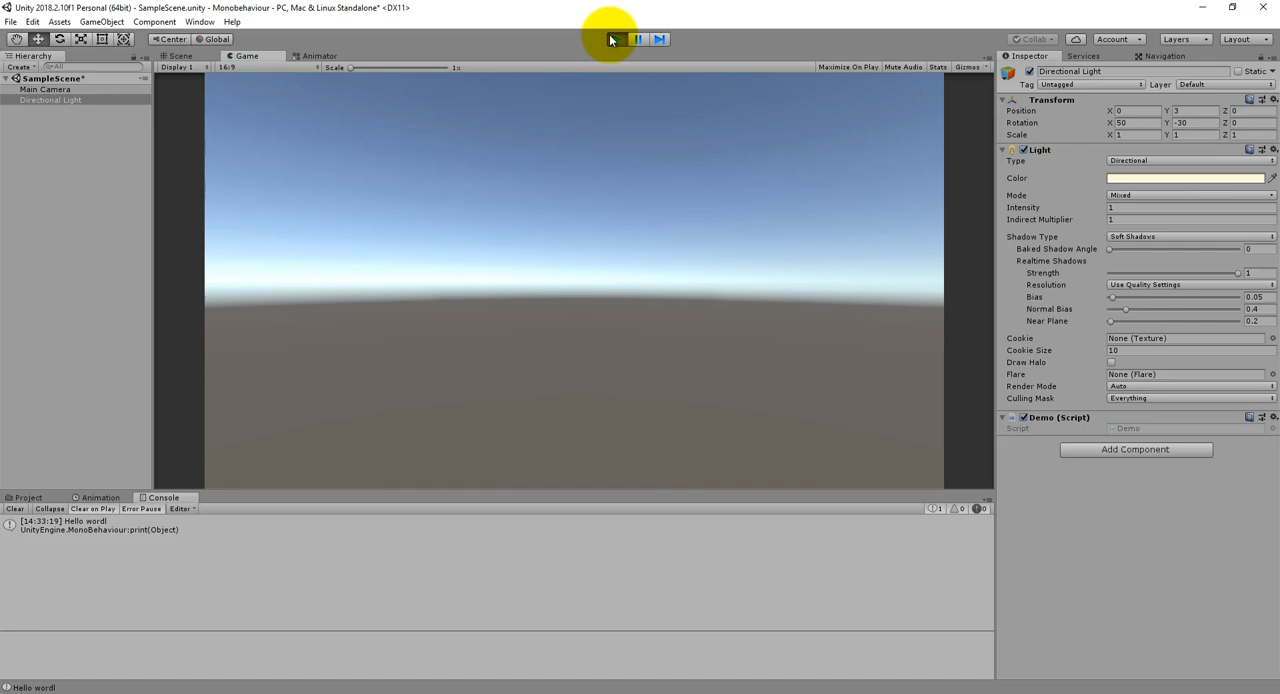 Unity 2018.2.10f1 Personal (64bit) - SampleScene.unity - Monobehaviour - PC, Mac & Linux Standalone* <DX11>
File Edit Assets GameObject Component Window Help
Center Global Collab Account Layers Layout
Hierarchy Scene Game Animator Inspector Services Navigation
Create All Display 1 16:9 Scale 1x Maximize On Play Mute Audio Stats Gizmos
Directional Light Static
SampleScene*
Tag Untagged Layer Default
Main Camera
Directional Light
Transform
Position X 0 Y 3 Z 0
Rotation X 50 Y -30 Z 0
Scale X 1 Y 1 Z 1
Light
Type Directional
Color
Mode Mixed
Intensity 1
Indirect Multiplier 1
Shadow Type Soft Shadows
Baked Shadow Angle 0
Realtime Shadows
Strength 1
Resolution Use Quality Settings
Bias 0.05
Normal Bias 0.4
Near Plane 0.2
Cookie None (Texture)
Cookie Size 10
Draw Halo
Flare None (Flare)
Render Mode Auto
Culling Mask Everything
Demo (Script)
Script Demo
Add Component
Project Animation Console
Clear Collapse Clear on Play Error Pause Editor 1 0 0
[14:33:19] Hello wordl
UnityEngine.MonoBehaviour:print(Object)
Hello wordl